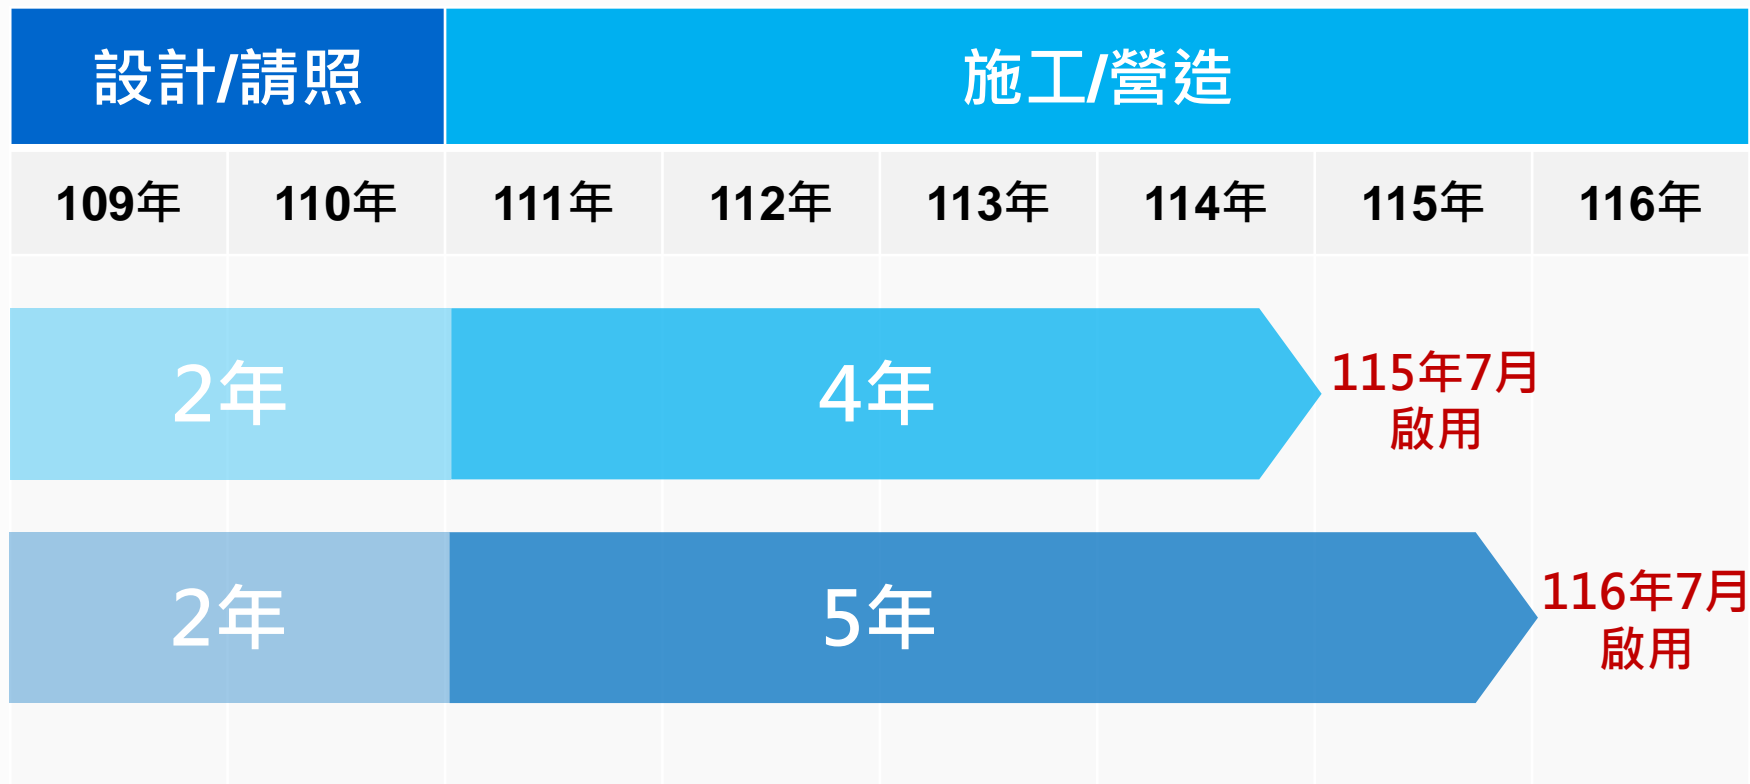 設計/請照 施工/營造
109年 110年 111年 112年 113年 114年 115年 116年
2年 4年
115年7月
啟用
2年 5年
116年7月
啟用